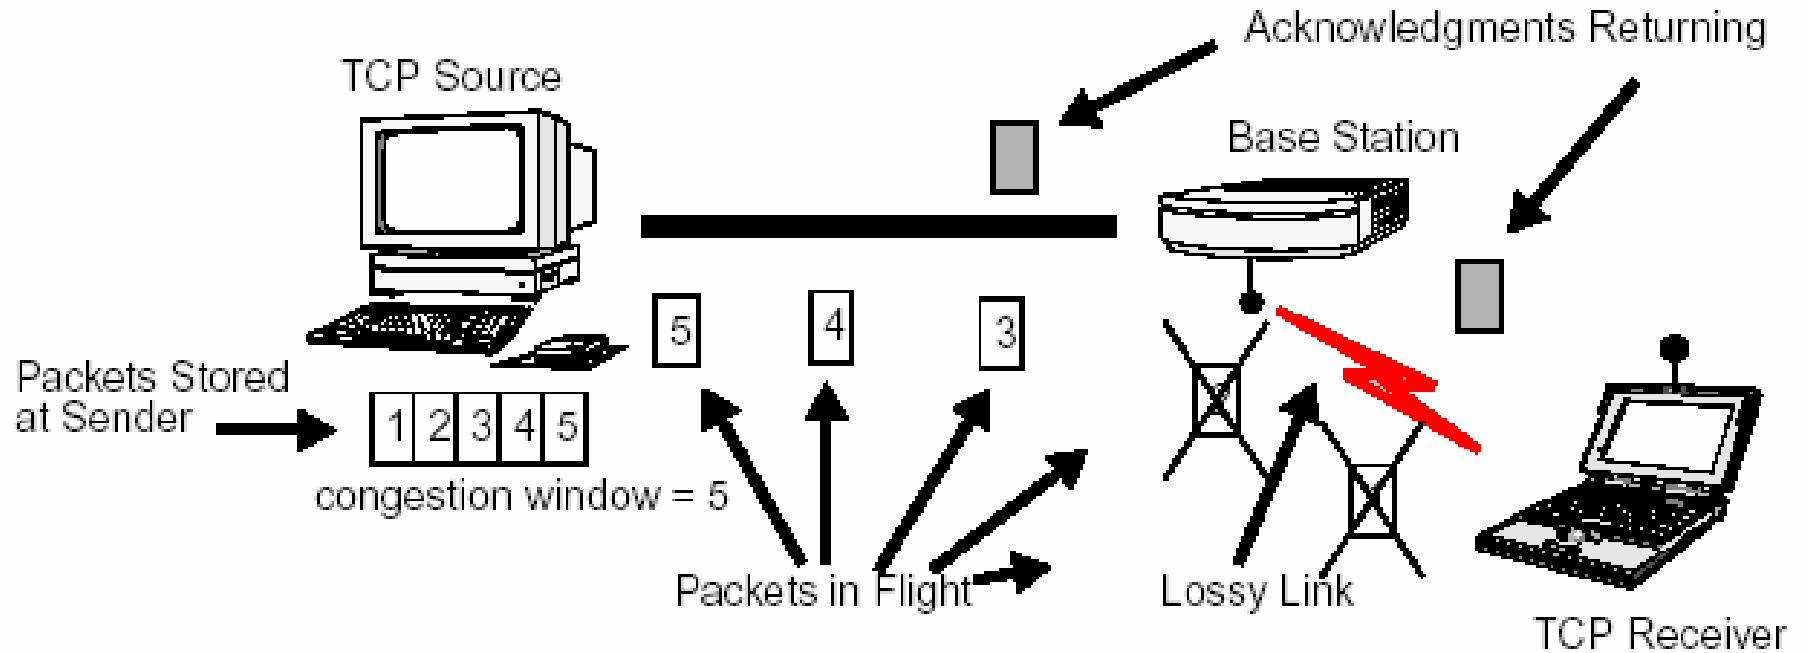 Acknowledgments Returning
TCP Source
Base Station
5
4
3
Packets Stored
at Sender
1 2 3 4 5
congestion window = 5
Packets in Flight
Lossy Link
TCP Receiver